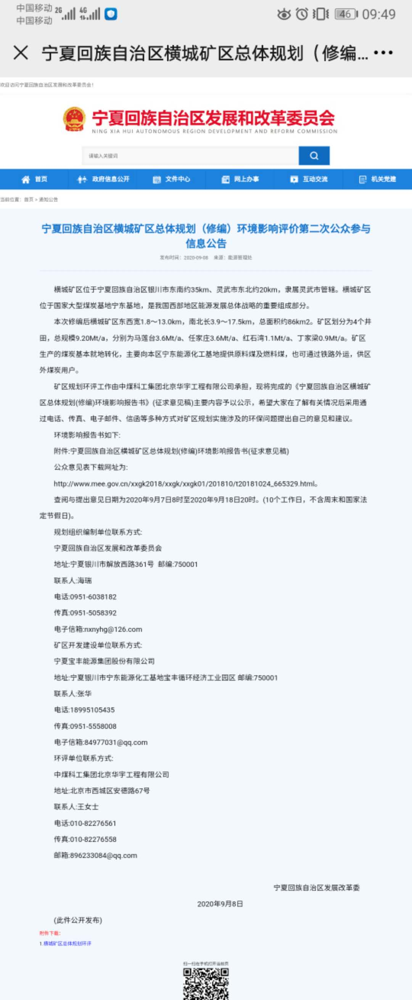 中国移动 2G 4G 46 09:49
中国移动
宁夏回族自治区横城矿区总体规划（修编...
欢迎访问宁夏回族自治区发展和改革委员会！
宁夏回族自治区发展和改革委员会
NING XIA HUI AUTONOMOUS REGION DEVELOPMENT AND REFORM COMMISSION
请输入关键词
首页 政府信息公开 文件中心 网上办事 互动交流 机关党建
当前位置：首页 > 通知公告
宁夏回族自治区横城矿区总体规划（修编）环境影响评价第二次公众参与
信息公告
发布时间：2020-09-08 来源：能源管理处
横城矿区位于宁夏回族自治区银川市东南约35km、灵武市东北约20km，隶属灵武市管辖。横城矿区
位于国家大型煤炭基地宁东基地，是我国西部地区能源发展总体战略的重要组成部分。
本次修编后横城矿区东西宽1.8～13.0km，南北长3.9～17.5km，总面积约86km2。矿区划分为4个井
田，总规模9.20Mt/a，分别为马莲台3.6Mt/a、任家庄3.6Mt/a、红石湾1.1Mt/a、丁家梁0.9Mt/a。矿区
生产的煤炭基本就地转化，主要向本区宁东能源化工基地提供原料煤及燃料煤，也可通过铁路外运，供区
外煤炭用户。
矿区规划环评工作由中煤科工集团北京华宇工程有限公司承担，现将完成的《宁夏回族自治区横城矿
区总体规划(修编)环境影响报告书》(征求意见稿)主要内容予以公示，希望大家在了解有关情况后采用通
过电话、传真、电子邮件、信函等多种方式对矿区规划实施涉及的环保问题提出自己的意见和建议。
环境影响报告书如下:
附件:宁夏回族自治区横城矿区总体规划(修编)环境影响报告书(征求意见稿)
公众意见表下载网址为:
http://www.mee.gov.cn/xxgk2018/xxgk/xxgk01/201810/t20181024_665329.html。
查阅与提出意见日期为2020年9月7日8时至2020年9月18日20时。(10个工作日，不含周末和国家法
定节假日)。
规划组织编制单位联系方式:
宁夏回族自治区发展和改革委员会
地址:宁夏银川市解放西路361号 邮编:750001
联系人:海瑞
电话:0951-6038182
传真:0951-5058392
电子信箱:nxnyhg@126.com
矿区开发建设单位联系方式:
宁夏宝丰能源集团股份有限公司
地址:宁夏银川市宁东能源化工基地宝丰循环经济工业园区 邮编:750001
联系人:张华
电话:18995105435
传真:0951-5558008
电子信箱:84977031@qq.com
环评单位联系方式:
中煤科工集团北京华宇工程有限公司
地址:北京市西城区安德路67号
联系人:王女士
电话:010-82276561
传真:010-82276558
邮箱:896233084@qq.com
宁夏回族自治区发展改革委
2020年9月8日
(此件公开发布)
附件下载：
1.横城矿区总体规划环评
扫一扫在手机打开当前页